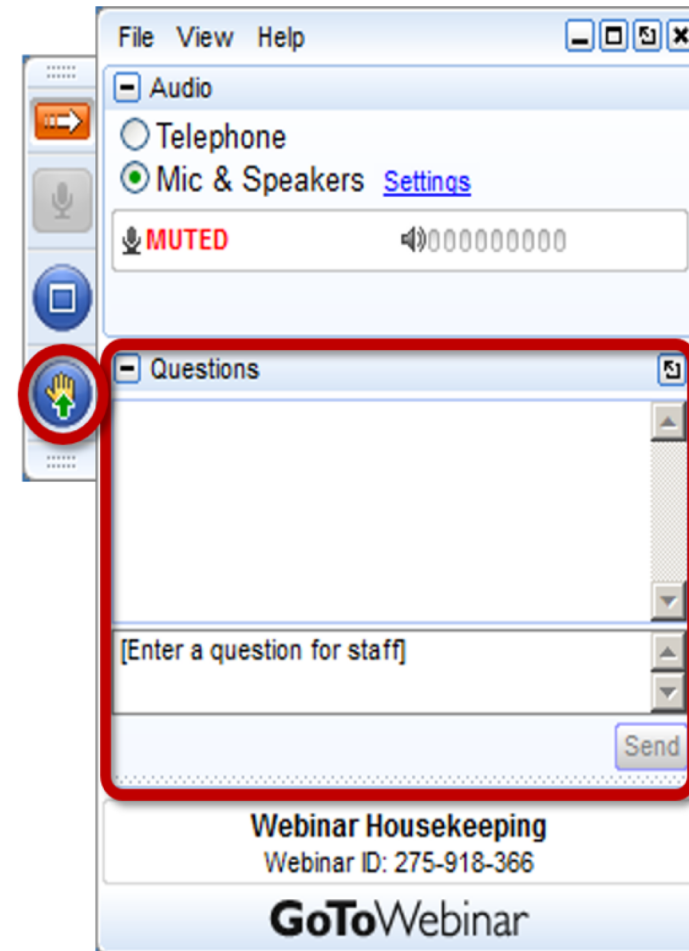 File View Help
Audio
Telephone
Mic & Speakers Settings
MUTED
Questions
[Enter a question for staff]
Send
Webinar Housekeeping
Webinar ID: 275-918-366
GoToWebinar